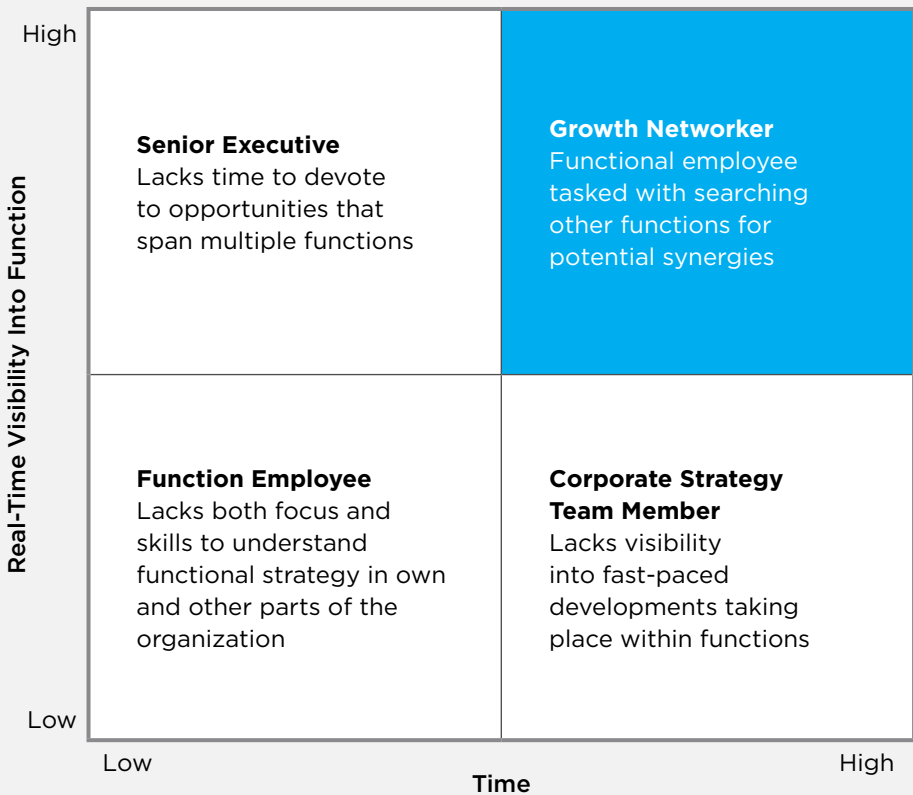 High
Senior Executive
Lacks time to devote
to opportunities that
span multiple functions
Growth Networker
Functional employee
tasked with searching
other functions for
potential synergies
Real-Time Visibility Into Function
Function Employee
Lacks both focus and
skills to understand
functional strategy in own
and other parts of the
organization
Corporate Strategy
Team Member
Lacks visibility
into fast-paced
developments taking
place within functions
Low
Low
Time
High